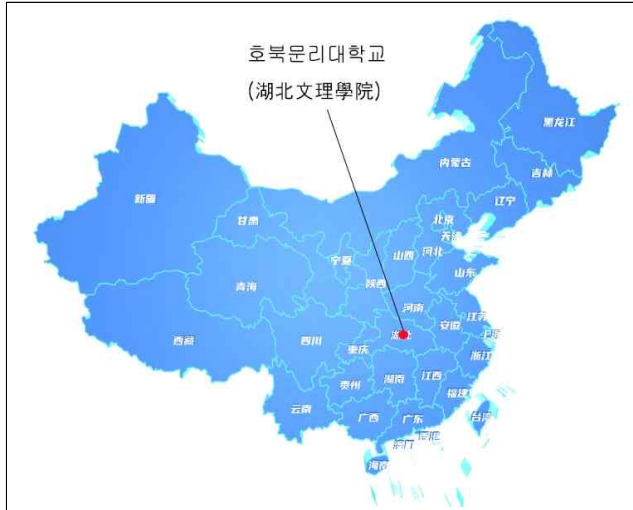 호북문리대학교
(湖北文理學院)
黑龙江
内蒙古
吉林
新疆
辽宁
甘肃
北京
天津
宁夏
山西
河北
山东
青海
陕西
河南
江苏
安徽
西藏
四川
重庆
浙江
贵州
湖南
江西
福建
云南
广西
广东
台湾
海南